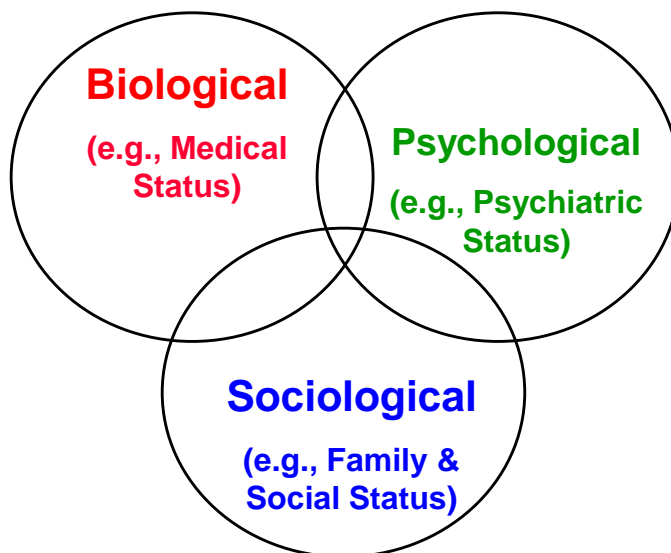 Biological
(e.g., Medical
Status)
Psychological
(e.g., Psychiatric
Status)
Sociological
(e.g., Family &
Social Status)